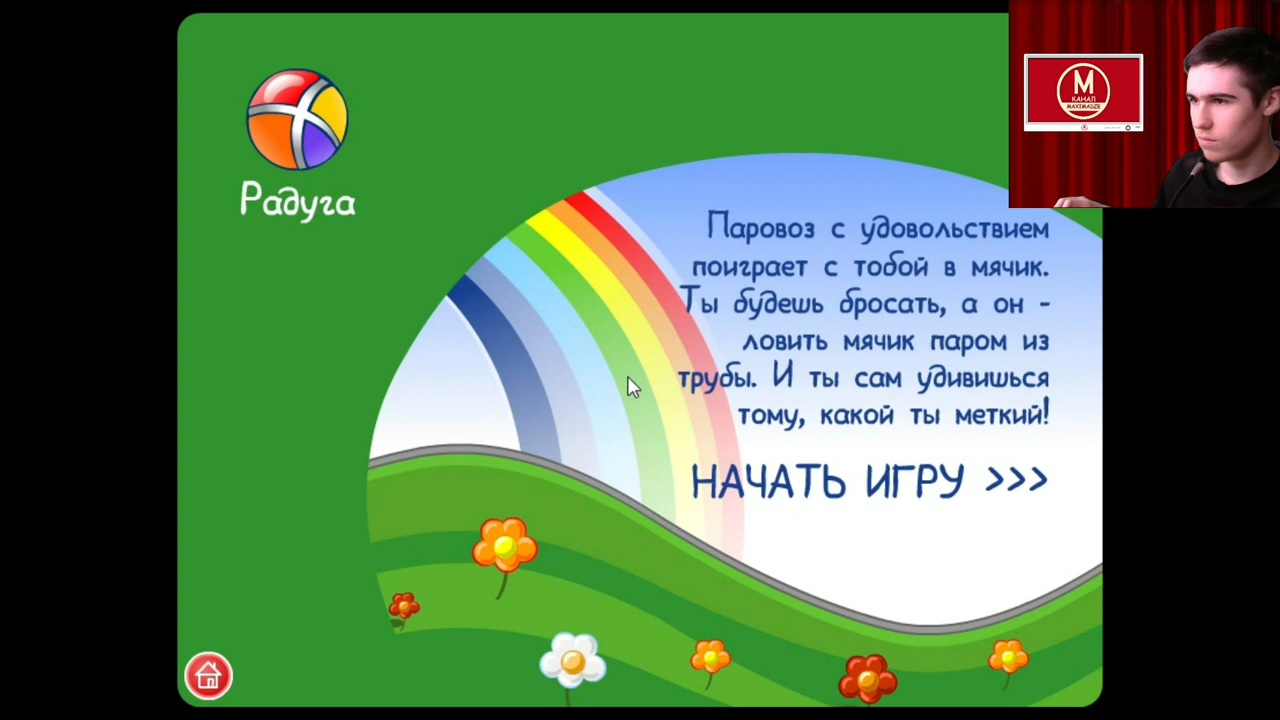 Радуга
М
КАНАЛ
MAXIMADZE
Паровоз с удовольствием
поиграет с тобой в мячик.
Ты будешь бросать, а он -
ловить мячик паром из
трубы. И ты сам удивишься
тому, какой ты меткий!
НАЧАТЬ ИГРУ >>>